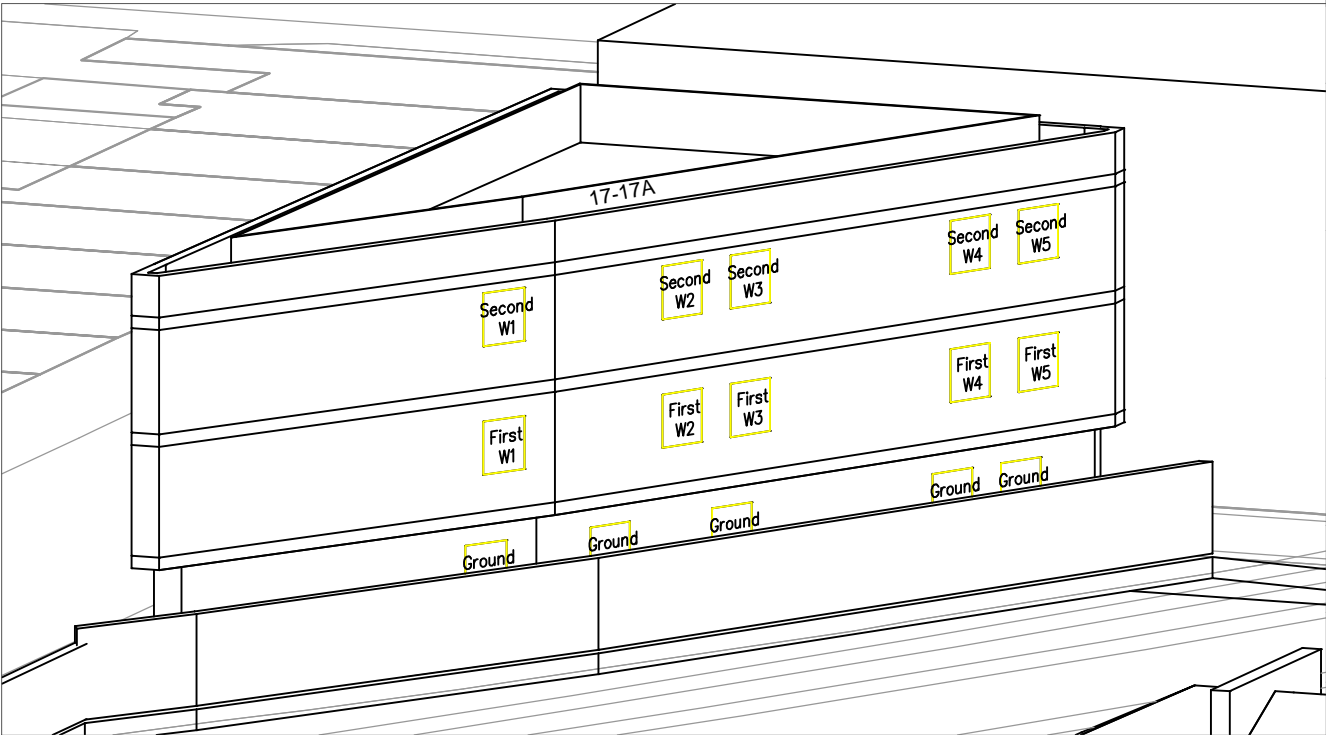 17-17A
Second
W1
Second
W2
Second
W3
Second
W4
Second
W5
First
W1
First
W2
First
W3
First
W4
First
W5
Ground
Ground
Ground
Ground
Ground